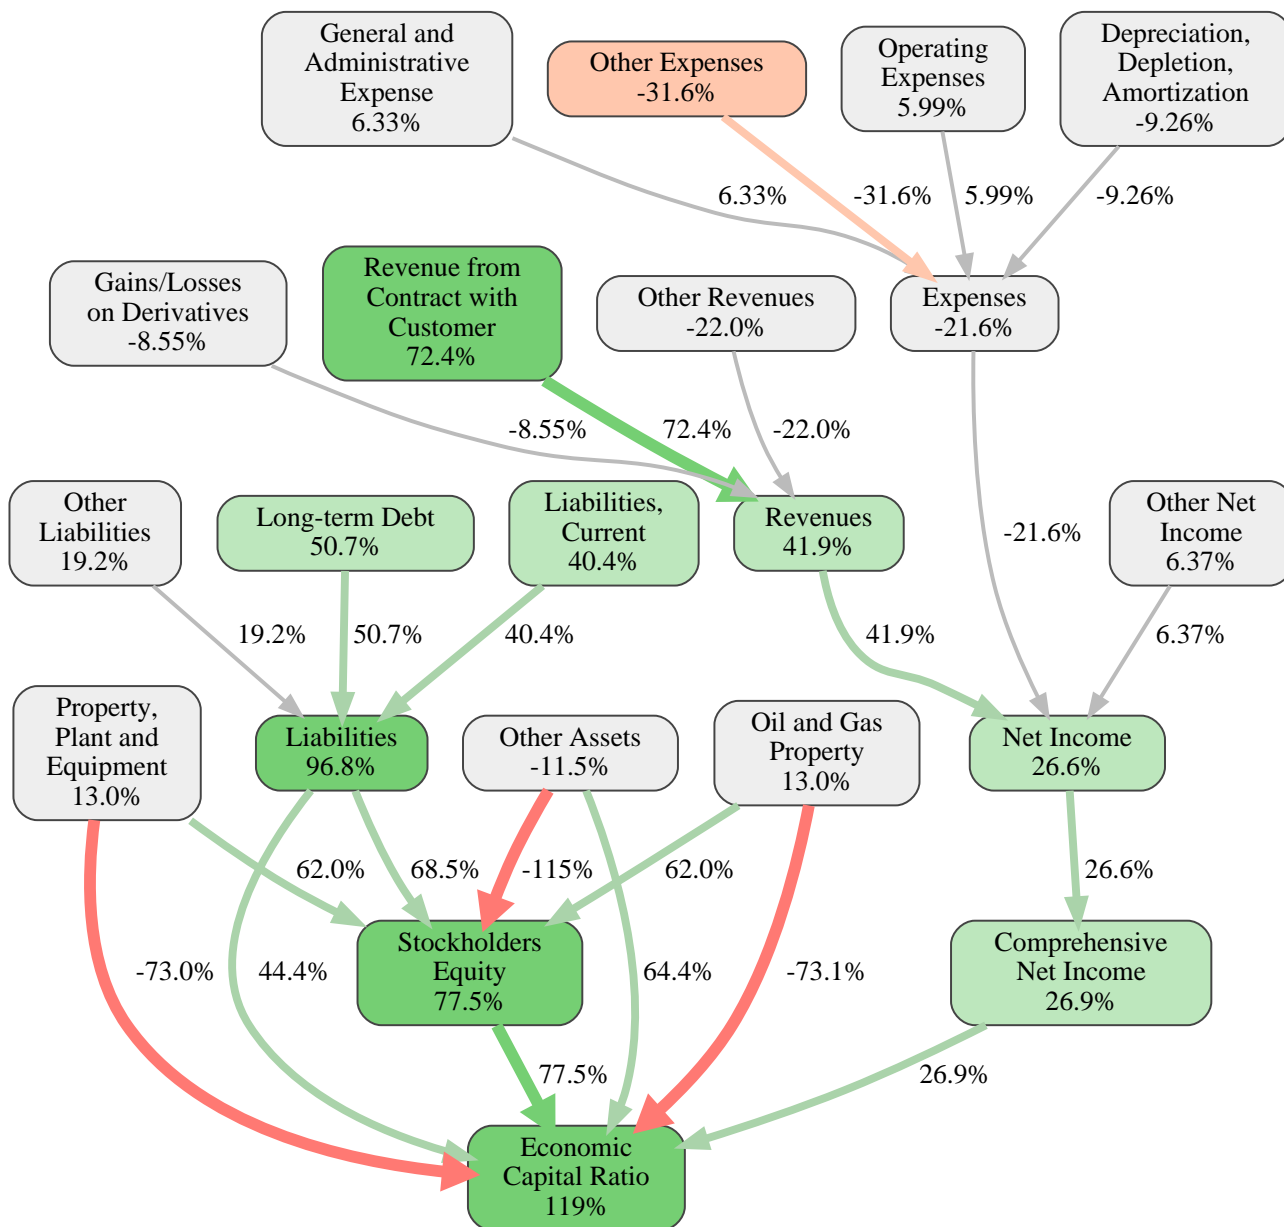 General and
Administrative
Expense
6.33%
Other Expenses
-31.6%
Operating
Expenses
5.99%
Depreciation,
Depletion,
Amortization
-9.26%
6.33%
-31.6%
5.99%
-9.26%
Gains/Losses
on Derivatives
-8.55%
Revenue from
Contract with
Customer
72.4%
Other Revenues
-22.0%
Expenses
-21.6%
-8.55%
72.4%
-22.0%
Other
Liabilities
19.2%
Long-term Debt
50.7%
Liabilities,
Current
40.4%
Revenues
41.9%
-21.6%
Other Net
Income
6.37%
19.2%
50.7%
40.4%
41.9%
6.37%
Property,
Plant and
Equipment
13.0%
Liabilities
96.8%
Other Assets
-11.5%
Oil and Gas
Property
13.0%
Net Income
26.6%
62.0%
68.5%
-115%
62.0%
26.6%
-73.0%
44.4%
Stockholders
Equity
77.5%
64.4%
-73.1%
Comprehensive
Net Income
26.9%
77.5%
26.9%
Economic
Capital Ratio
119%